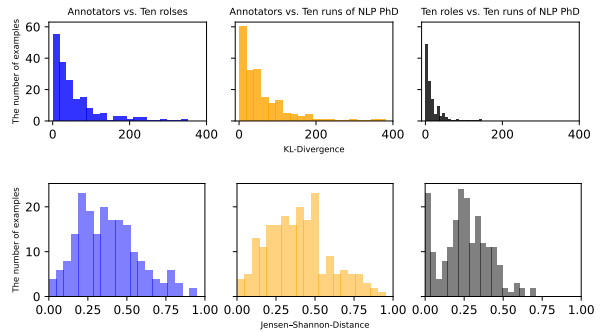 Annotators vs. Ten rolses
Annotators vs. Ten runs of NLP PhD
Ten roles vs. Ten runs of NLP PhD
The number of examples
60
40
20
0
0 200 400
0 200 400
0 200 400
KL-Divergence
The number of examples
20
10
0
0.00 0.25 0.50 0.75 1.00
0.00 0.25 0.50 0.75 1.00
0.00 0.25 0.50 0.75 1.00
Jensen–Shannon-Distance